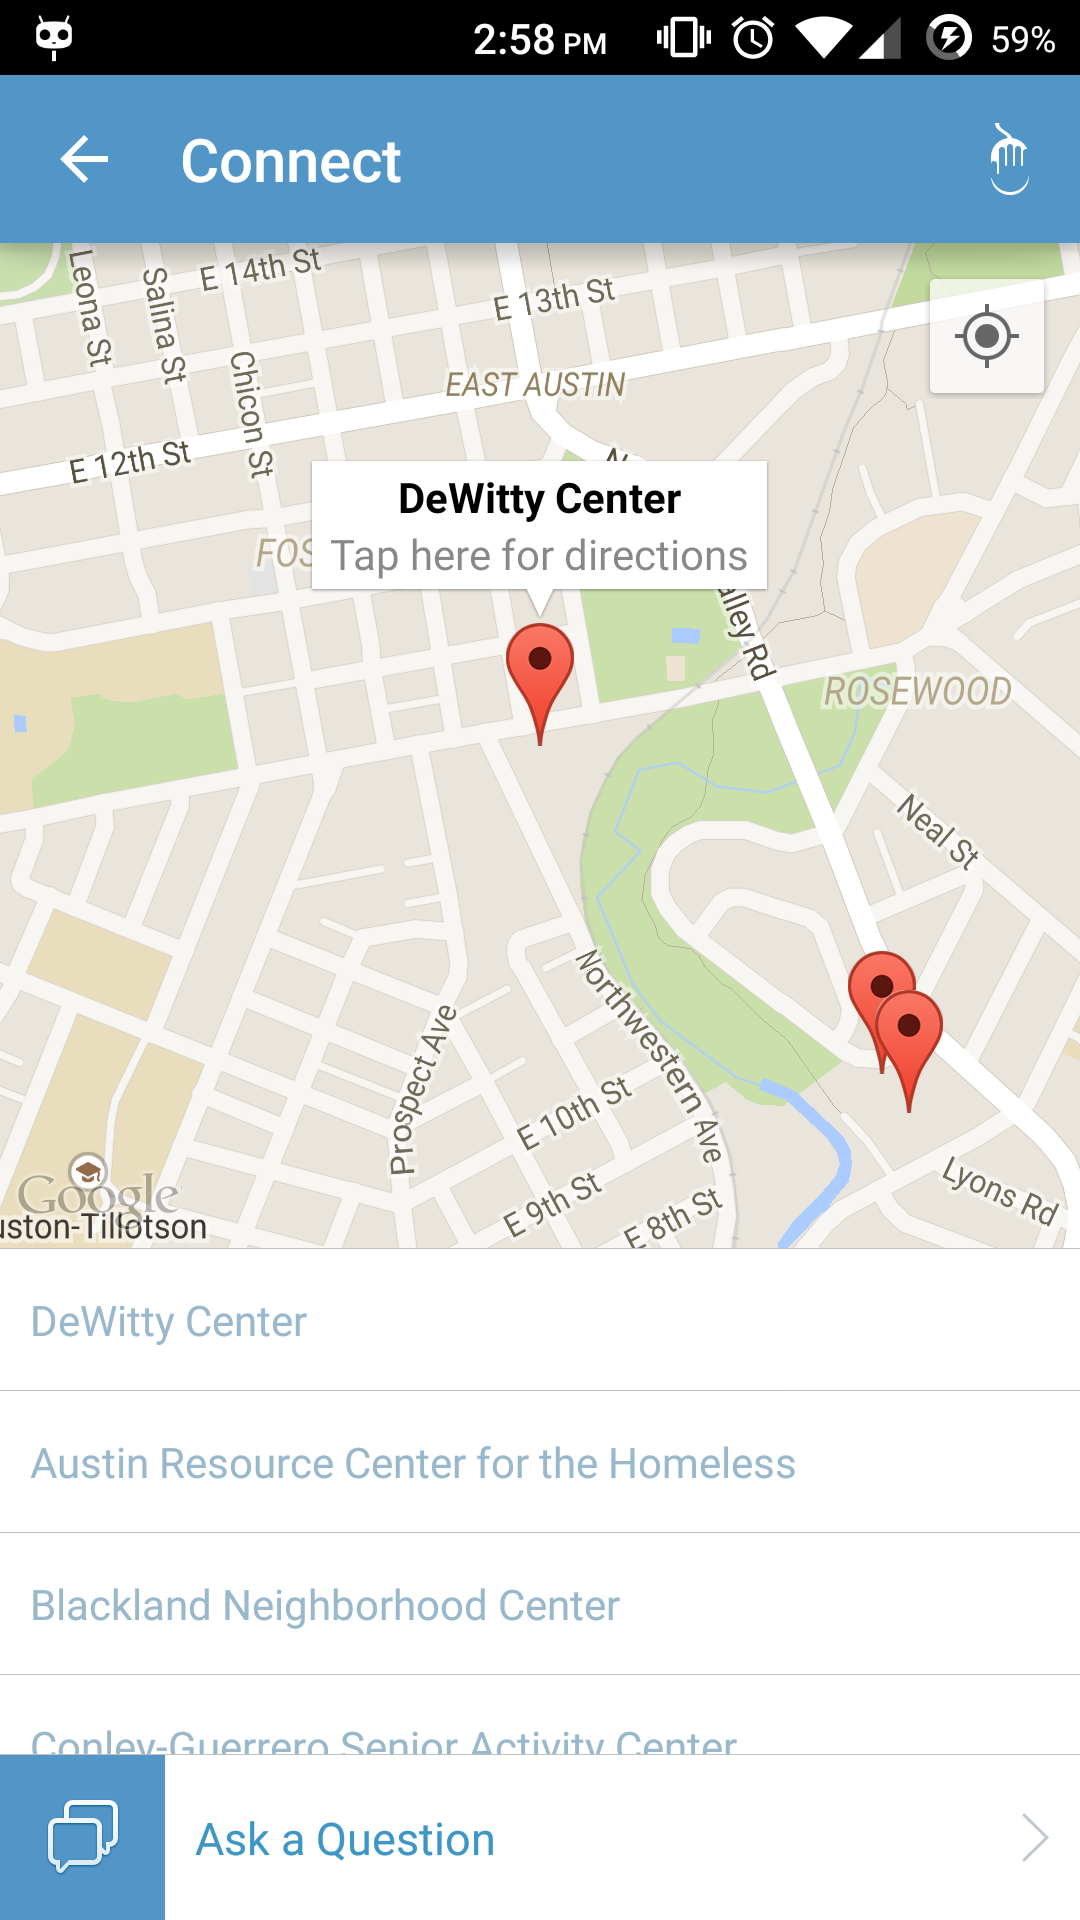 2:58 PM
59%
Connect
Leona St
Salina St
E 14th St
E 13th St
Chicon St
EAST AUSTIN
E 12th St
DeWitty Center
Tap here for directions
alley Rd
ROSEWOOD
Neal St
Northwestern Ave
Prospect Ave
E 10th St
E 9th St
E 8th St
Lyons Rd
Google
uston-Tillotson
DeWitty Center
Austin Resource Center for the Homeless
Blackland Neighborhood Center
Conley-Guerrero Senior Activity Center
Ask a Question